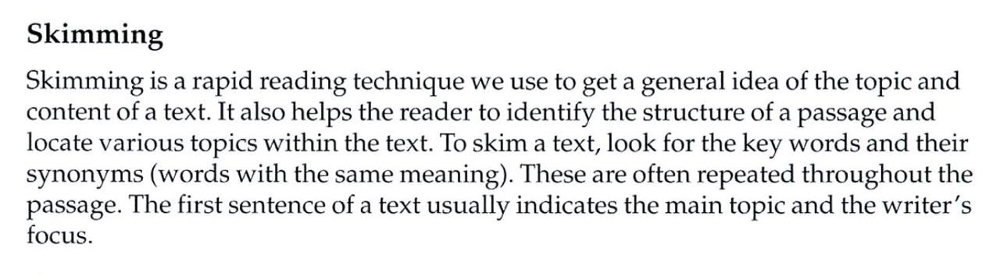 Skimming
Skimming is a rapid reading technique we use to get a general idea of the topic and
content of a text. It also helps the reader to identify the structure of a passage and
locate various topics within the text. To skim a text, look for the key words and their
synonyms (words with the same meaning). These are often repeated throughout the
passage. The first sentence of a text usually indicates the main topic and the writer's
focus.